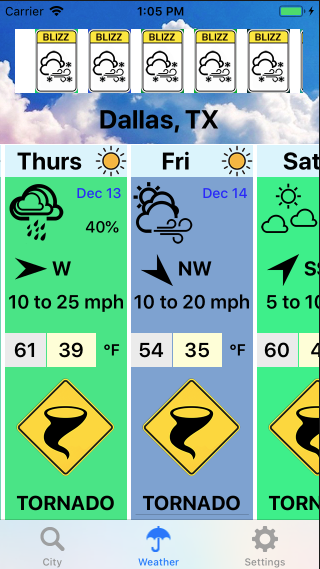 Carrier 1:05 PM
BLIZZ BLIZZ BLIZZ BLIZZ BLIZZ
Dallas, TX
Thurs Fri Sat
Dec 13 Dec 14
40%
W NW SS
10 to 25 mph 10 to 20 mph 5 to 10
61 39 °F 54 35 °F 60 4
TORNADO TORNADO TORN
City Weather Settings